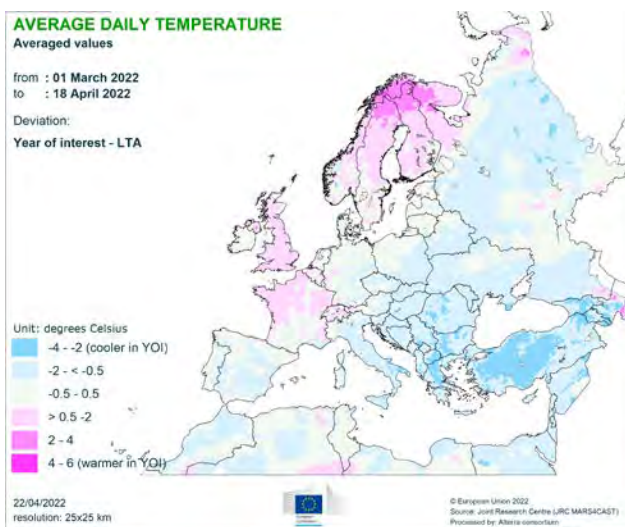 AVERAGE DAILY TEMPERATURE
Averaged values
from : 01 March 2022
to : 18 April 2022
Deviation:
Year of interest - LTA
Unit: degrees Celsius
-4 - -2 (cooler in YOI)
-2 - < -0.5
-0.5 - 0.5
> 0.5 -2
2 - 4
4 - 6 (warmer in YOI)
22/04/2022
resolution: 25x25 km
European
Commission
© European Union 2022
Source: Joint Research Centre (JRC MARS4CAST)
Processed by: Alterra consortium